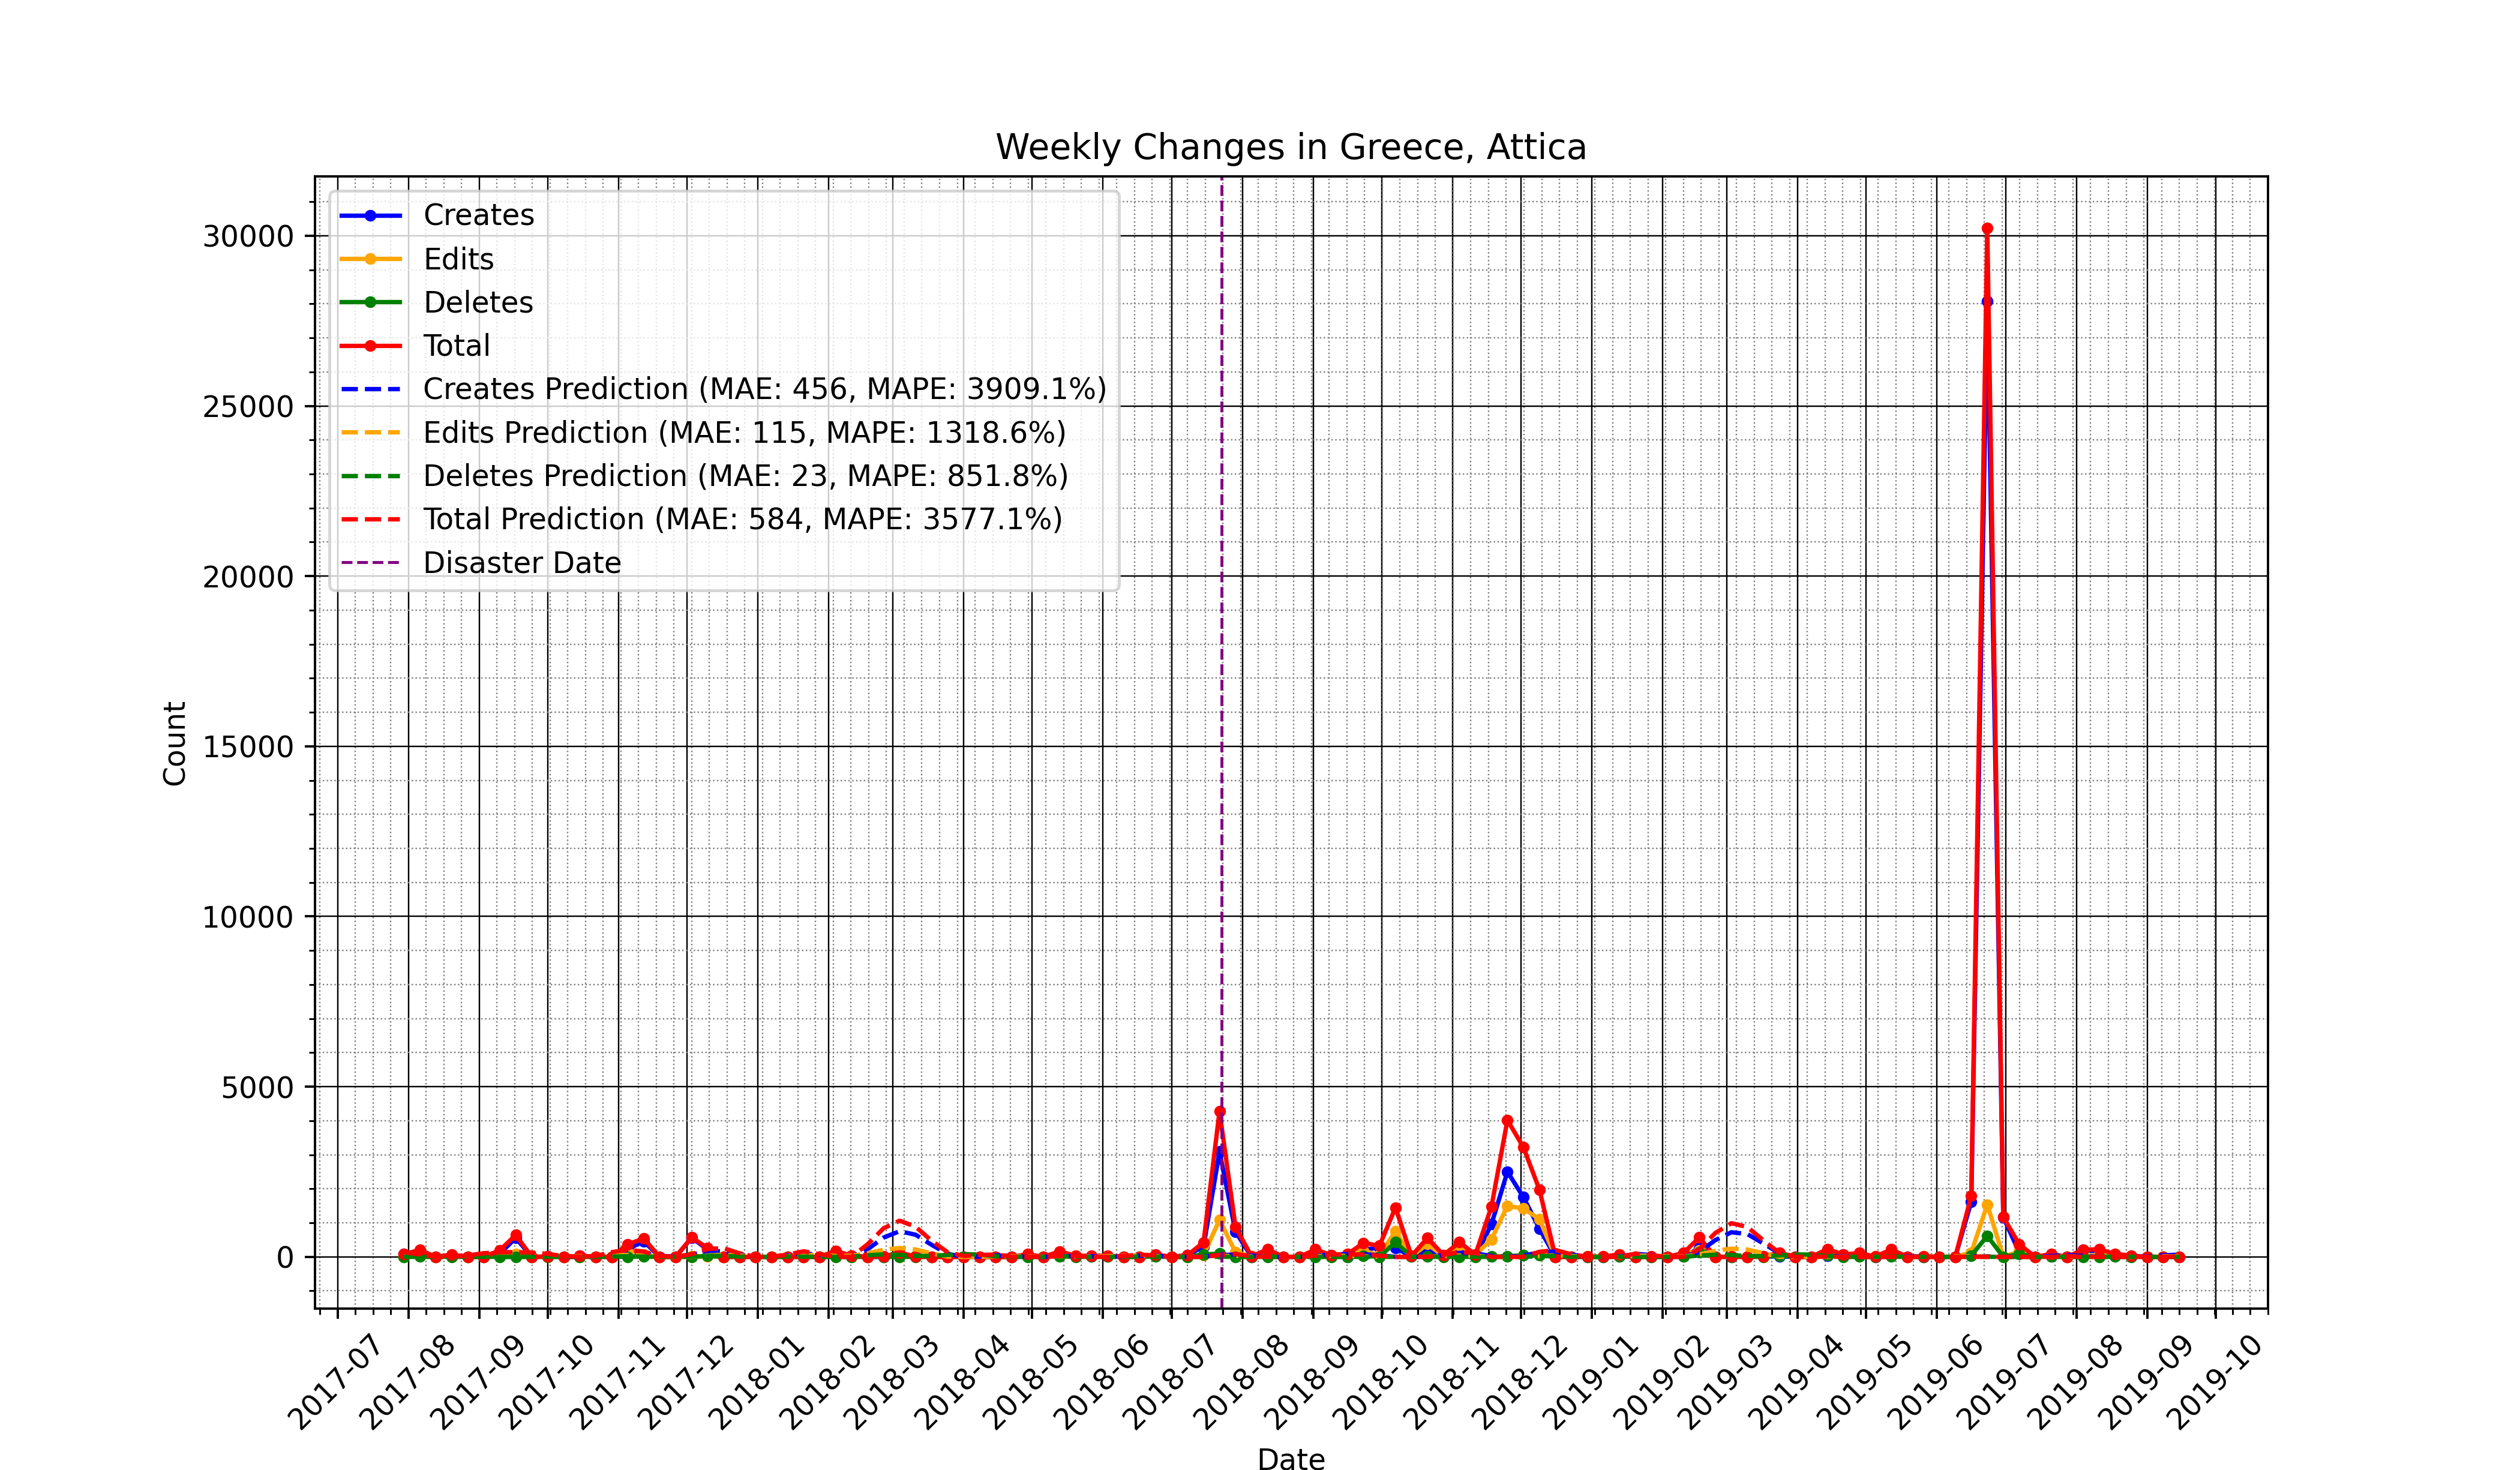 Weekly Changes in Greece, Attica
Creates
Edits
Deletes
Total
Creates Prediction (MAE: 456, MAPE: 3909.1%)
Edits Prediction (MAE: 115, MAPE: 1318.6%)
Deletes Prediction (MAE: 23, MAPE: 851.8%)
Total Prediction (MAE: 584, MAPE: 3577.1%)
Disaster Date
30000
25000
20000
15000
10000
5000
0
Count
2017-07
2017-08
2017-09
2017-10
2017-11
2017-12
2018-01
2018-02
2018-03
2018-04
2018-05
2018-06
2018-07
2018-08
2018-09
2018-10
2018-11
2018-12
2019-01
2019-02
2019-03
2019-04
2019-05
2019-06
2019-07
2019-08
2019-09
2019-10
Date